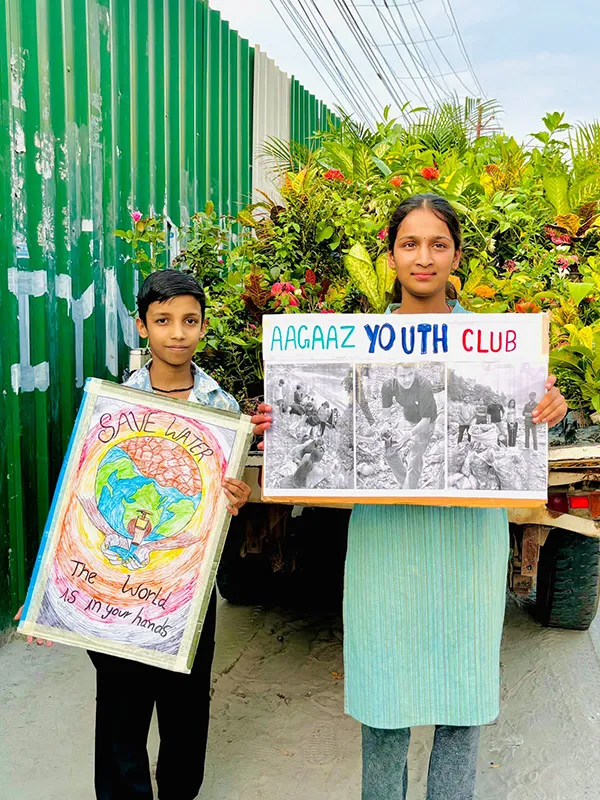 SAVE WATER
The World
is in your hands
AAGAAZ YOUTH CLUB